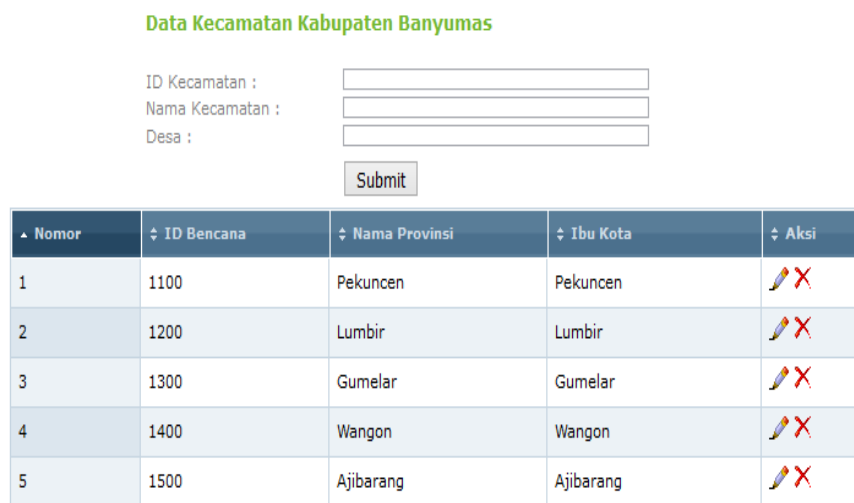 Data Kecamatan Kabupaten Banyumas
ID Kecamatan :
Nama Kecamatan :
Desa :
Submit
Nomor ID Bencana Nama Provinsi Ibu Kota Aksi
1 1100 Pekuncen Pekuncen
2 1200 Lumbir Lumbir
3 1300 Gumelar Gumelar
4 1400 Wangon Wangon
5 1500 Ajibarang Ajibarang